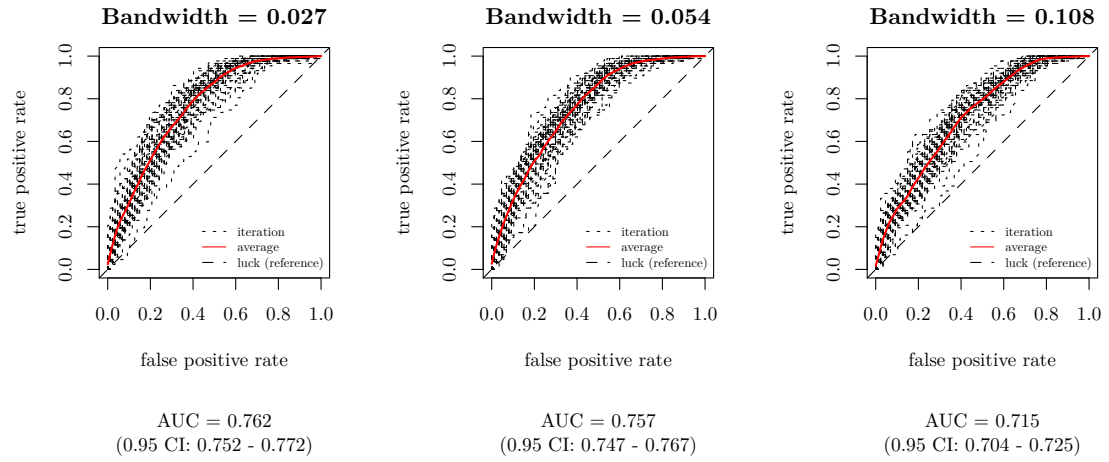 Bandwidth = 0.027
true positive rate
1.0
0.8
0.6
0.4
0.2
0.0
iteration
average
luck (reference)
0.0 0.2 0.4 0.6 0.8 1.0
false positive rate
AUC = 0.762
(0.95 CI: 0.752 - 0.772)
Bandwidth = 0.054
true positive rate
1.0
0.8
0.6
0.4
0.2
0.0
iteration
average
luck (reference)
0.0 0.2 0.4 0.6 0.8 1.0
false positive rate
AUC = 0.757
(0.95 CI: 0.747 - 0.767)
Bandwidth = 0.108
true positive rate
1.0
0.8
0.6
0.4
0.2
0.0
iteration
average
luck (reference)
0.0 0.2 0.4 0.6 0.8 1.0
false positive rate
AUC = 0.715
(0.95 CI: 0.704 - 0.725)